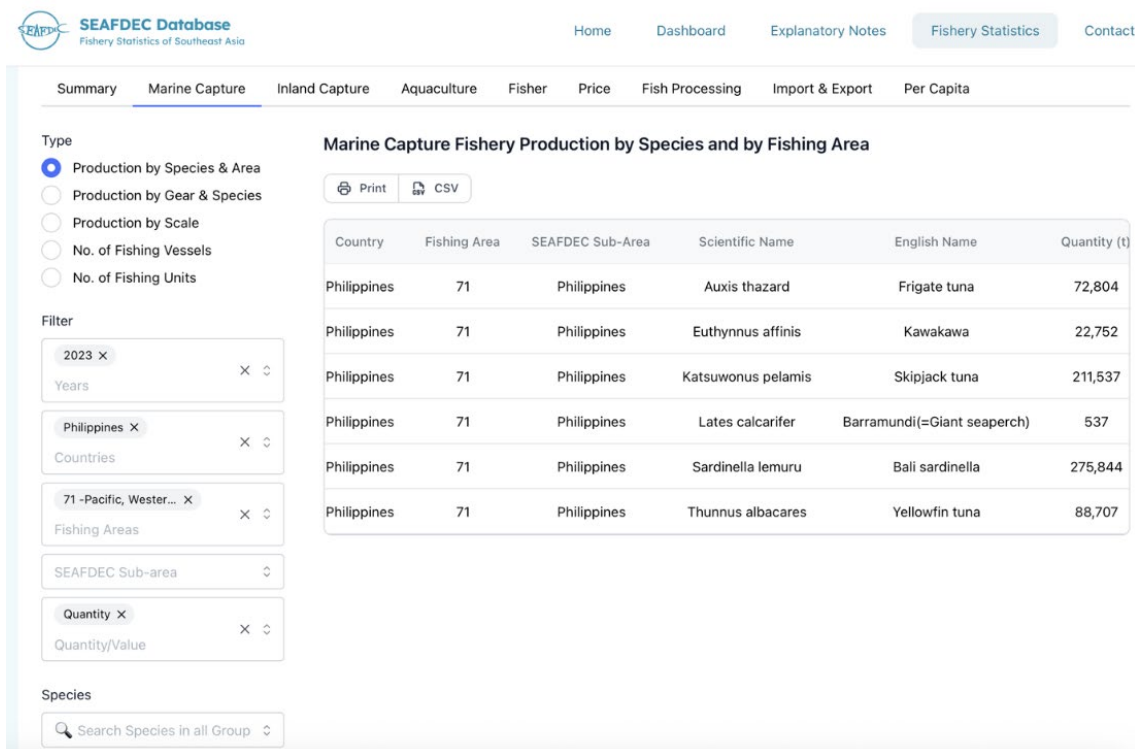 SEAFDEC
SEAFDEC Database
Fishery Statistics of Southeast Asia
Home Dashboard Explanatory Notes Fishery Statistics Contact
Summary Marine Capture Inland Capture Aquaculture Fisher Price Fish Processing Import & Export Per Capita
Type
Production by Species & Area
Production by Gear & Species
Production by Scale
No. of Fishing Vessels
No. of Fishing Units
Filter
2023 ×
Years
Philippines ×
Countries
71 -Pacific, Wester... ×
Fishing Areas
SEAFDEC Sub-area
Quantity ×
Quantity/Value
Species
Search Species in all Group
Marine Capture Fishery Production by Species and by Fishing Area
Print CSV
Country Fishing Area SEAFDEC Sub-Area Scientific Name English Name Quantity (t)
Philippines 71 Philippines Auxis thazard Frigate tuna 72,804
Philippines 71 Philippines Euthynnus affinis Kawakawa 22,752
Philippines 71 Philippines Katsuwonus pelamis Skipjack tuna 211,537
Philippines 71 Philippines Lates calcarifer Barramundi(=Giant seaperch) 537
Philippines 71 Philippines Sardinella lemuru Bali sardinella 275,844
Philippines 71 Philippines Thunnus albacares Yellowfin tuna 88,707